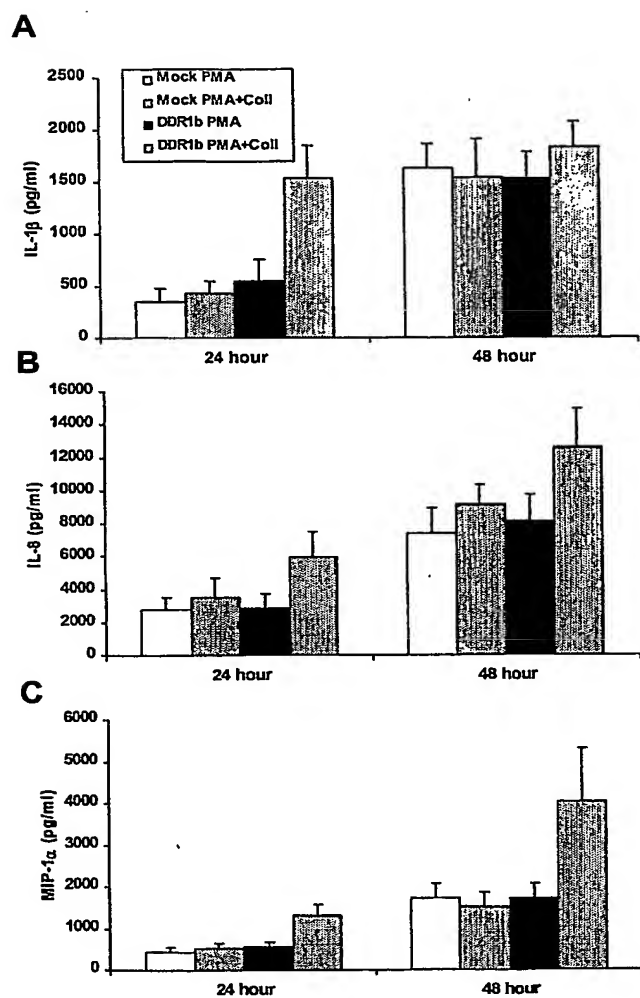 A
2500
2000
1500
1000
500
0
IL-1β (pg/ml)
Mock PMA
Mock PMA+Coll
DDR1b PMA
DDR1b PMA+Coll
24 hour
48 hour
B
16000
14000
12000
10000
8000
6000
4000
2000
0
IL-8 (pg/ml)
24 hour
48 hour
C
6000
5000
4000
3000
2000
1000
0
MIP-1α (pg/ml)
24 hour
48 hour